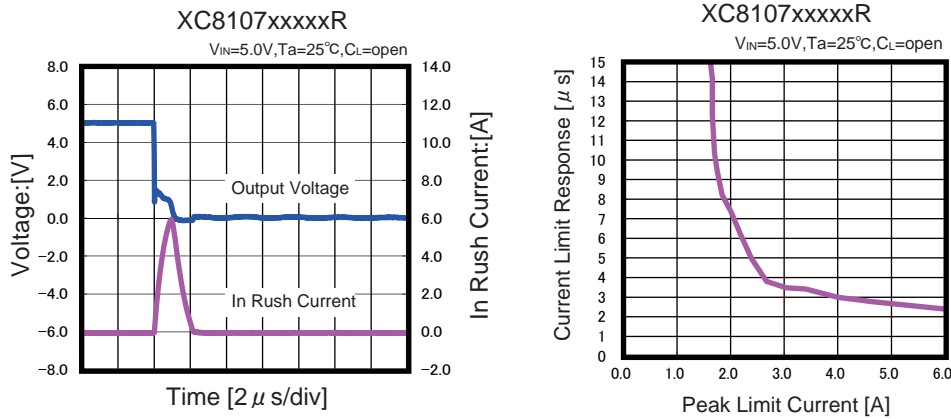 XC8107xxxxxR
VIN=5.0V,Ta=25℃,CL=open
8.0
6.0
4.0
2.0
0.0
−2.0
−4.0
−6.0
−8.0
Voltage:[V]
14.0
12.0
10.0
8.0
6.0
4.0
2.0
0.0
−2.0
In Rush Current:[A]
Output Voltage
In Rush Current
Time [2 μ s/div]
XC8107xxxxxR
VIN=5.0V,Ta=25℃,CL=open
15
14
13
12
11
10
9
8
7
6
5
4
3
2
1
0
Current Limit Response [μ s]
0.0 1.0 2.0 3.0 4.0 5.0 6.0
Peak Limit Current [A]